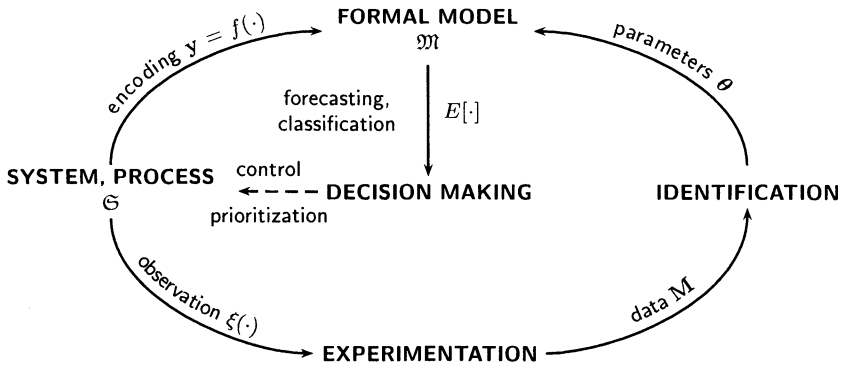 FORMAL MODEL
𝔐
encoding y = f(·)
parameters θ
forecasting,
classification
E[·]
SYSTEM, PROCESS
𝔖
control
prioritization
DECISION MAKING
IDENTIFICATION
observation ξ(·)
data M
EXPERIMENTATION